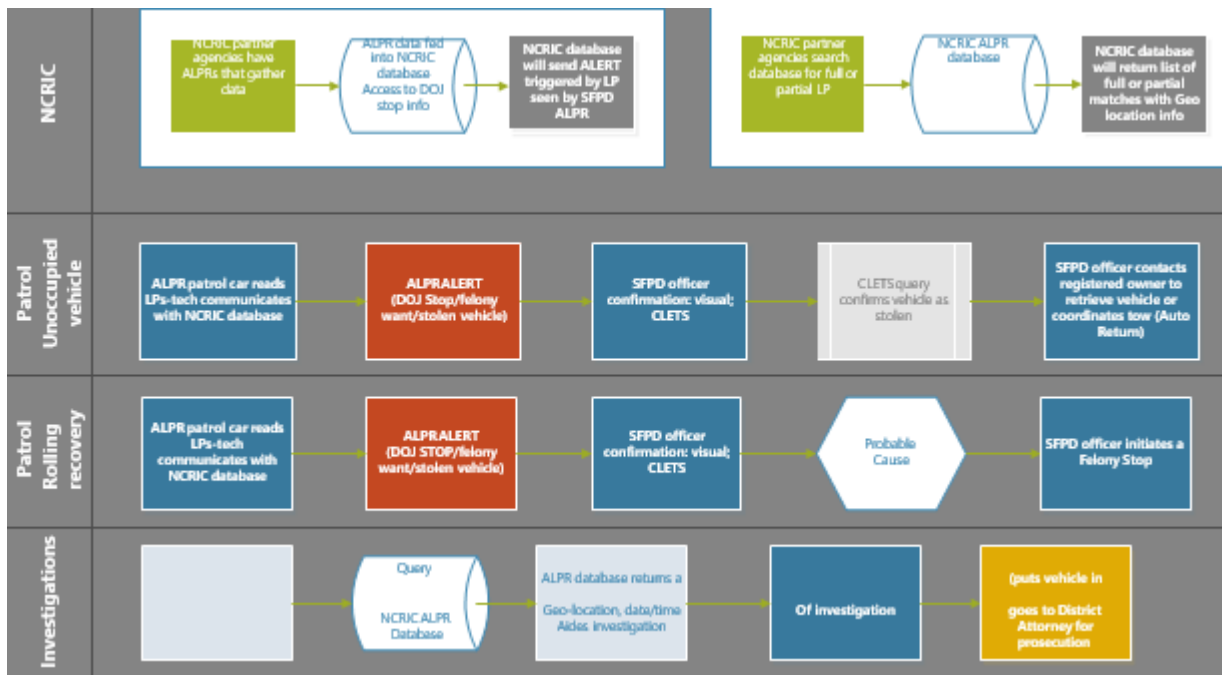 NCRIC
NCRIC partner
agencies have
ALPRs that gather
data
ALPR data fed
into NCRIC
database
Access to DOJ
stop info
NCRIC database
will send ALERT
triggered by LP
seen by SFPD
ALPR
NCRIC partner
agencies search
database for full or
partial LP
NCRIC ALPR
database
NCRIC database
will return list of
full or partial
matches with Geo
location info
Patrol
Unoccupied
vehicle
ALPR patrol car reads
LPs-tech communicates
with NCRIC database
ALPR ALERT
(DOJ Stop/felony
want/stolen vehicle)
SFPD officer
confirmation: visual;
CLETS
CLETS query
confirms vehicle as
stolen
SFPD officer contacts
registered owner to
retrieve vehicle or
coordinates tow (Auto
Return)
Patrol
Rolling
recovery
ALPR patrol car reads
LPs-tech
communicates with
NCRIC database
ALPR ALERT
(DOJ STOP/felony
want/stolen vehicle)
SFPD officer
confirmation: visual;
CLETS
Probable
Cause
SFPD officer initiates a
Felony Stop
Investigations
Query
NCRIC ALPR
Database
ALPR database returns a
Geo-location, date/time
Aides investigation
Of investigation
(puts vehicle in
goes to District
Attorney for
prosecution